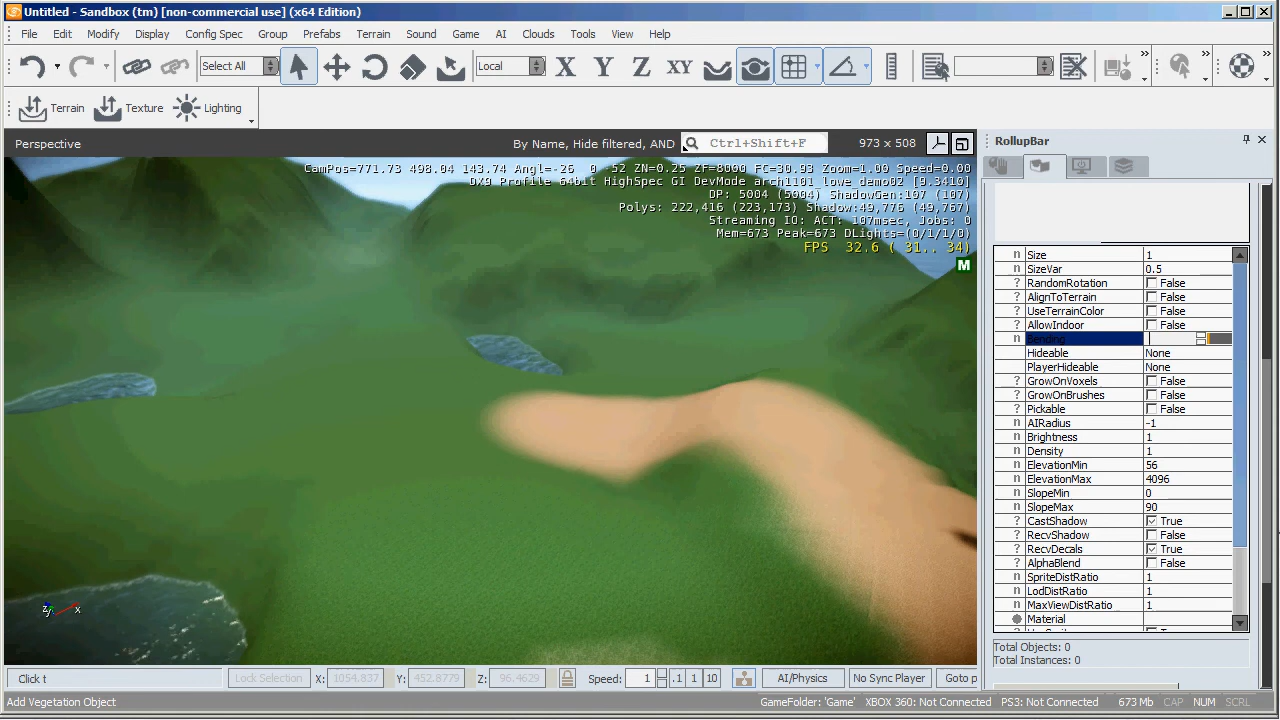 Untitled - Sandbox (tm) [non-commercial use] (x64 Edition)
File Edit Modify Display Config Spec Group Prefabs Terrain Sound Game AI Clouds Tools View Help
Select All Local X Y Z XY
Terrain Texture Lighting
Perspective By Name, Hide filtered, AND Ctrl+Shift+F 973 x 508
RollupBar
CamPos=771.73 498.04 143.74 Angl=-26 0 -52 ZN=0.25 ZF=8000 FC=30.93 Zoom=1.00 Speed=0.00
DX9 Profile 64bit HighSpec GI DevMode arch1101_lowe_demo02 [9.3410]
DP: 5004 (5004) ShadowGen:107 (107)
Polys: 222,416 (223,173) Shadow:49,776 (49,767)
Streaming IO: ACT: 107msec, Jobs: 0
Mem=673 Peak=673 DLights=(0/1/1/0)
FPS 32.6 ( 31.. 34)
M
n Size 1
n SizeVar 0.5
? RandomRotation False
? AlignToTerrain False
? UseTerrainColor False
? AllowIndoor False
n Bending
Hideable None
PlayerHideable None
? GrowOnVoxels False
? GrowOnBrushes False
? Pickable False
n AIRadius -1
n Brightness 1
n Density 1
n ElevationMin 56
n ElevationMax 4096
n SlopeMin 0
n SlopeMax 90
? CastShadow True
? RecvShadow False
? RecvDecals True
? AlphaBlend False
n SpriteDistRatio 1
n LodDistRatio 1
n MaxViewDistRatio 1
Material
Total Objects: 0
Total Instances: 0
zy x
Click t Lock Selection X: 1054.837 Y: 452.8779 Z: 96.4629 Speed: 1 .1 1 10 AI/Physics No Sync Player Goto p
Add Vegetation Object GameFolder: 'Game' XBOX 360: Not Connected PS3: Not Connected 673 Mb CAP NUM SCRL